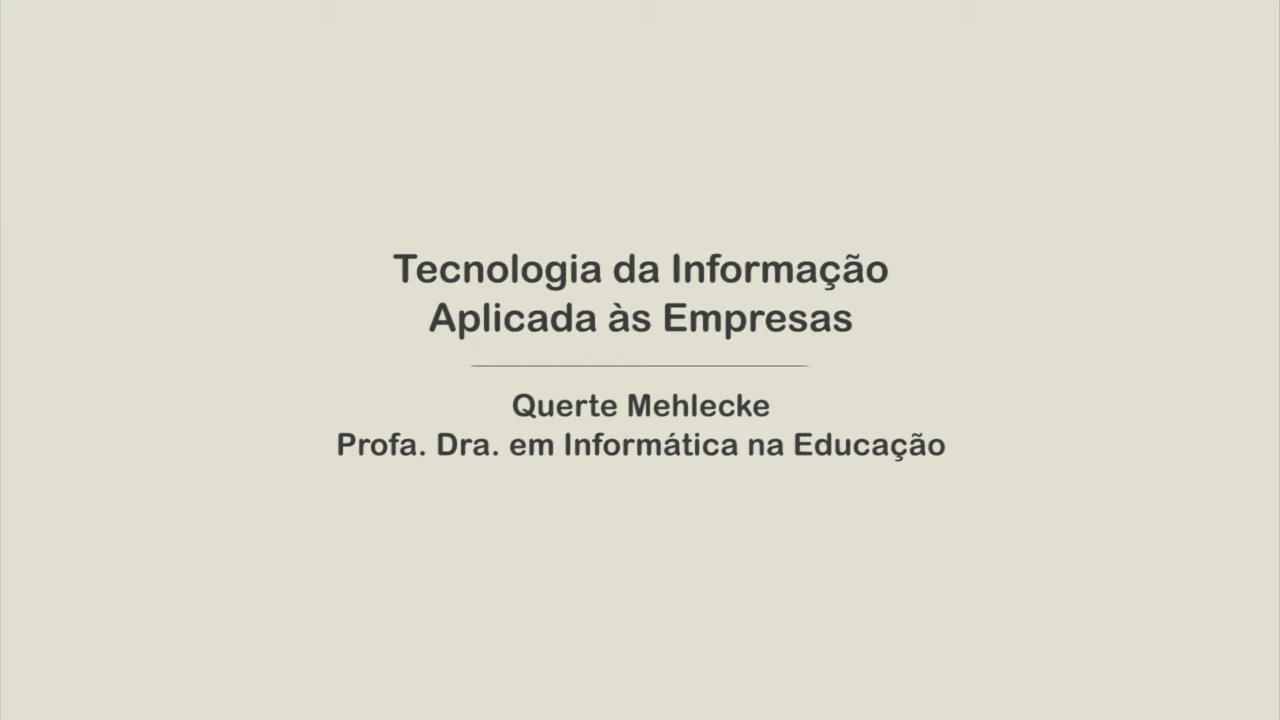 Tecnologia da Informação
Aplicada às Empresas
Querte Mehlecke
Profa. Dra. em Informática na Educação